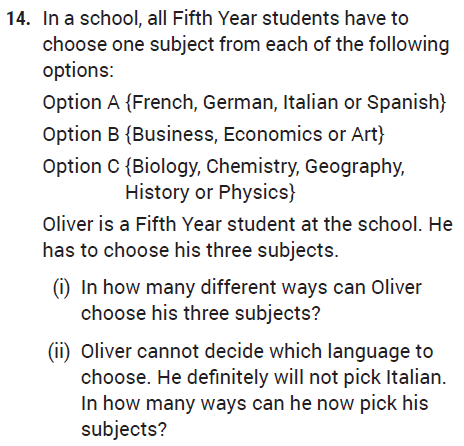 14. In a school, all Fifth Year students have to
choose one subject from each of the following
options:
Option A {French, German, Italian or Spanish}
Option B {Business, Economics or Art}
Option C {Biology, Chemistry, Geography,
History or Physics}
Oliver is a Fifth Year student at the school. He
has to choose his three subjects.
(i) In how many different ways can Oliver
choose his three subjects?
(ii) Oliver cannot decide which language to
choose. He definitely will not pick Italian.
In how many ways can he now pick his
subjects?